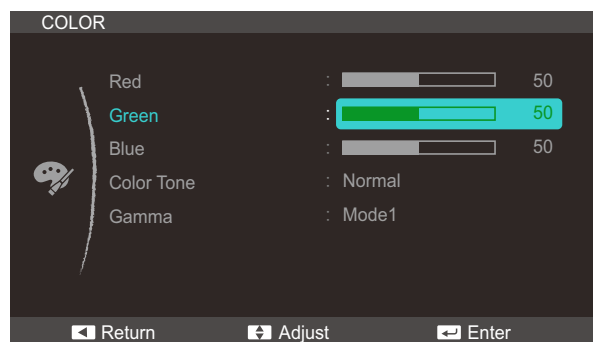 COLOR
Red : 50
Green : 50
Blue : 50
Color Tone : Normal
Gamma : Mode1
Return Adjust Enter